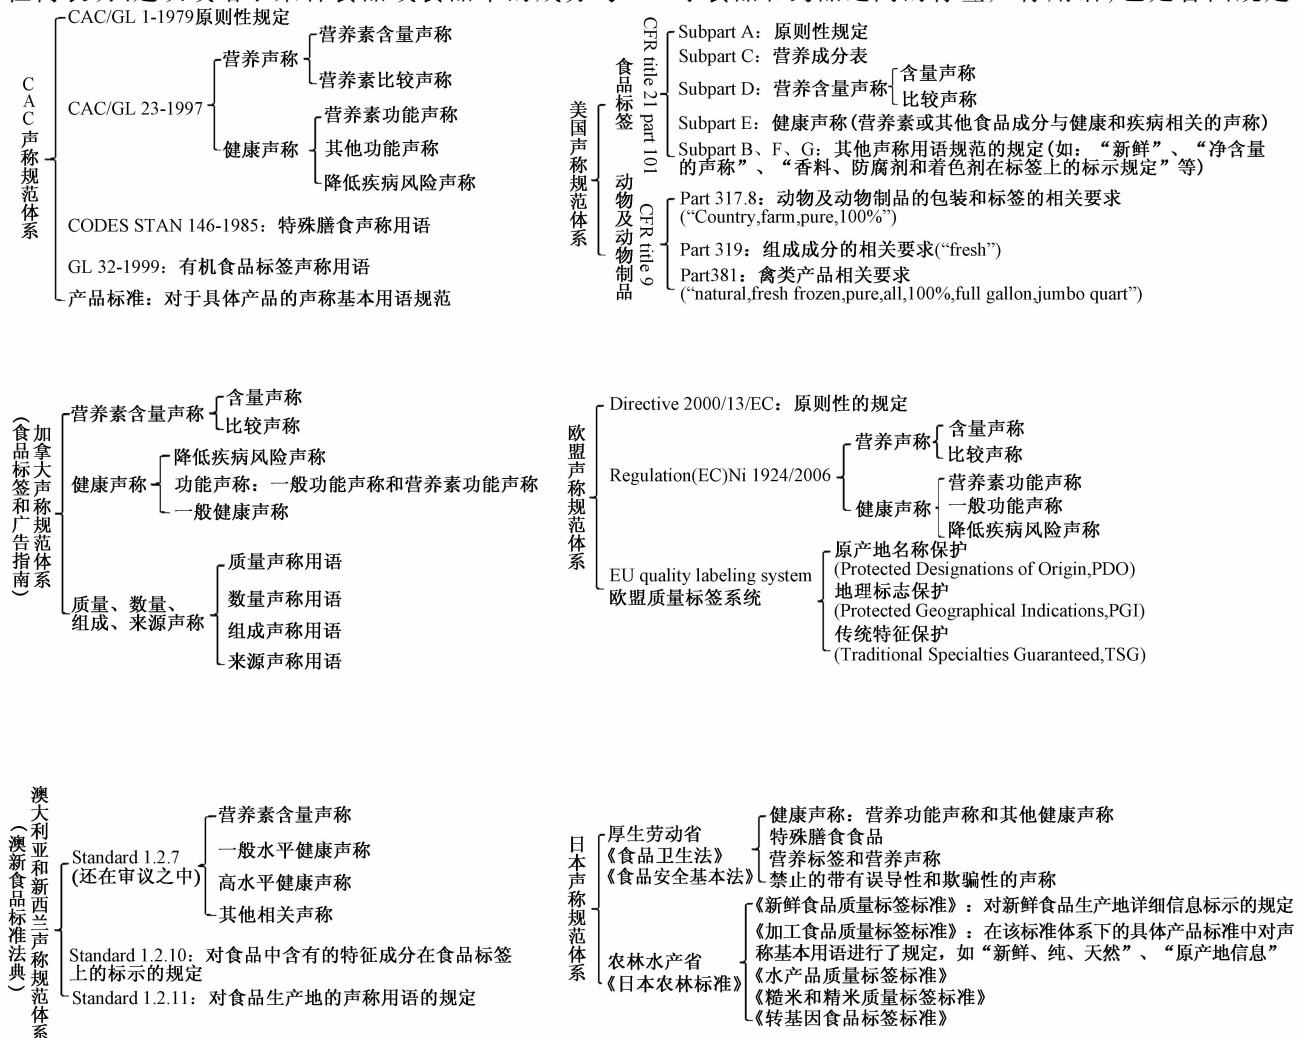 CAC声称规范体系
CAC/GL 1-1979原则性规定
CAC/GL 23-1997
营养声称
营养素含量声称
营养素比较声称
健康声称
营养素功能声称
其他功能声称
降低疾病风险声称
CODES STAN 146-1985：特殊膳食声称用语
GL 32-1999：有机食品标签声称用语
产品标准：对于具体产品的声称基本用语规范
美国声称规范体系
食品标签
CFR title 21 part 101
Subpart A：原则性规定
Subpart C：营养成分表
Subpart D：营养含量声称
含量声称
比较声称
Subpart E：健康声称(营养素或其他食品成分与健康和疾病相关的声称)
Subpart B、F、G：其他声称用语规范的规定(如：“新鲜”、“净含量
的声称”、“香料、防腐剂和着色剂在标签上的标示规定”等)
动物及动物制品
CFR title 9
Part 317.8：动物及动物制品的包装和标签的相关要求
(“Country,farm,pure,100%”)
Part 319：组成成分的相关要求(“fresh”)
Part381：禽类产品相关要求
(“natural,fresh frozen,pure,all,100%,full gallon,jumbo quart”)
加拿大声称规范体系
(食品标签和广告指南)
营养素含量声称
含量声称
比较声称
健康声称
降低疾病风险声称
功能声称：一般功能声称和营养素功能声称
一般健康声称
质量、数量、
组成、来源声称
质量声称用语
数量声称用语
组成声称用语
来源声称用语
欧盟声称规范体系
Directive 2000/13/EC：原则性的规定
Regulation(EC)Ni 1924/2006
营养声称
含量声称
比较声称
健康声称
营养素功能声称
一般功能声称
降低疾病风险声称
EU quality labeling system
欧盟质量标签系统
原产地名称保护
(Protected Designations of Origin,PDO)
地理标志保护
(Protected Geographical Indications,PGI)
传统特征保护
(Traditional Specialties Guaranteed,TSG)
澳大利亚和新西兰声称规范体系
(澳新食品标准法典)
Standard 1.2.7
(还在审议之中)
营养素含量声称
一般水平健康声称
高水平健康声称
其他相关声称
Standard 1.2.10：对食品中含有的特征成分在食品标签
上的标示的规定
Standard 1.2.11：对食品生产地的声称用语的规定
日本声称规范体系
厚生劳动省
《食品卫生法》
《食品安全基本法》
健康声称：营养功能声称和其他健康声称
特殊膳食食品
营养标签和营养声称
禁止的带有误导性和欺骗性的声称
农林水产省
《日本农林标准》
《新鲜食品质量标签标准》：对新鲜食品生产地详细信息标示的规定
《加工食品质量标签标准》：在该标准体系下的具体产品标准中对声
称基本用语进行了规定，如“新鲜、纯、天然”、“原产地信息”
《水产品质量标签标准》
《糙米和精米质量标签标准》
《转基因食品标签标准》